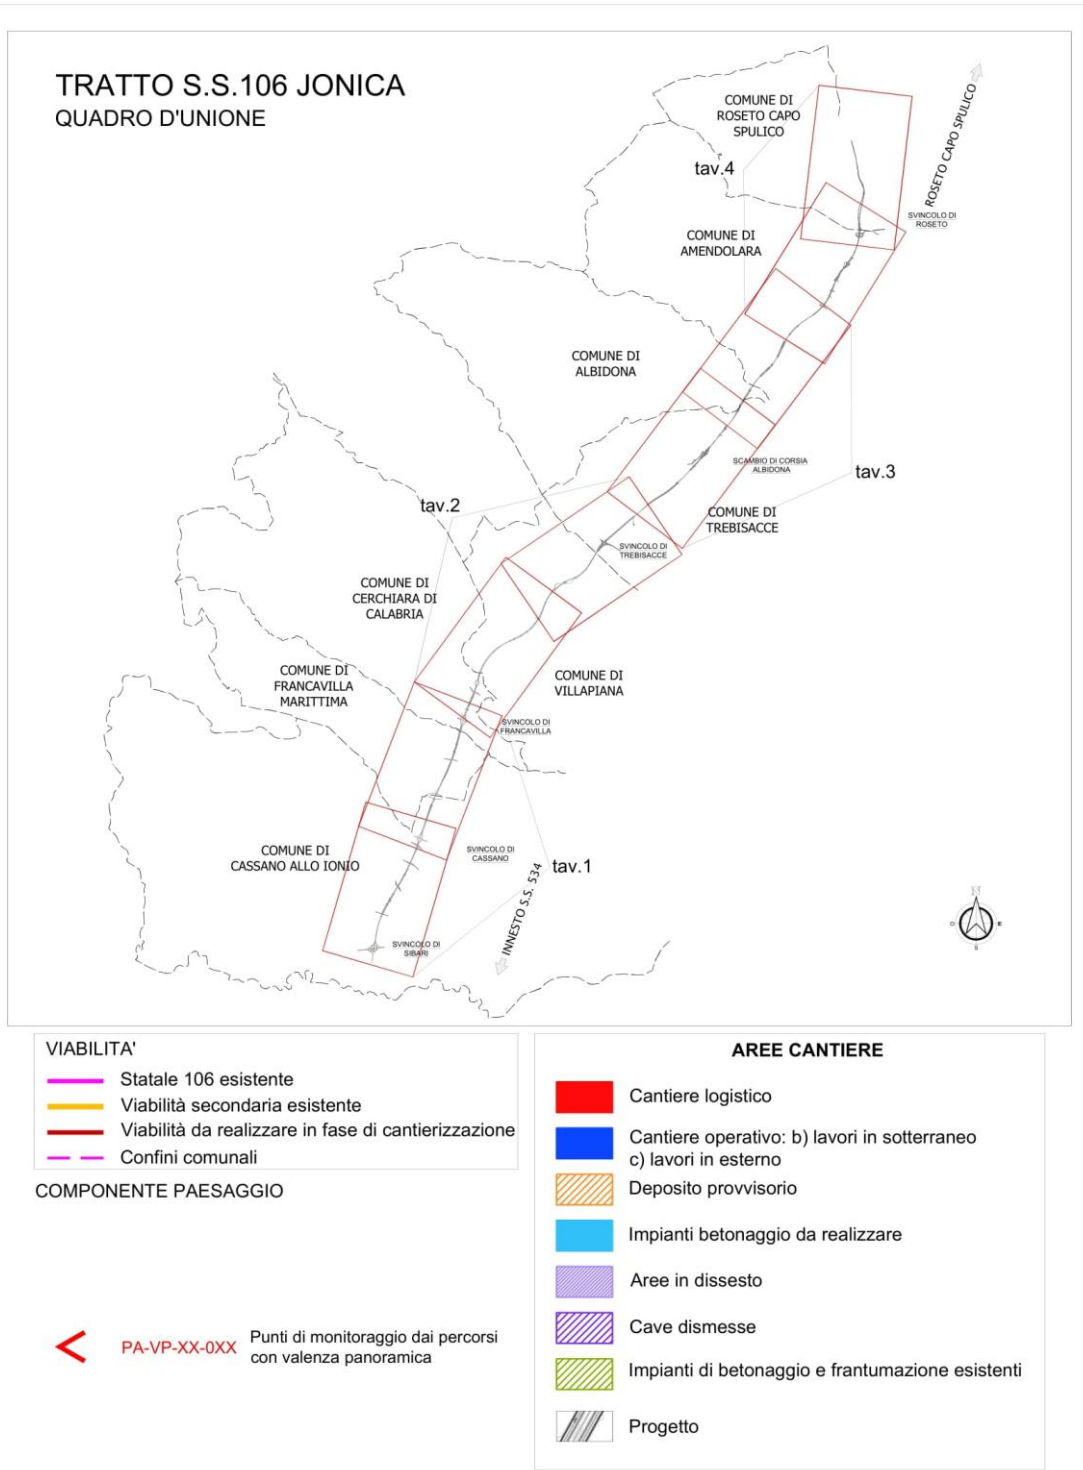 TRATTO S.S.106 JONICA
QUADRO D'UNIONE
COMUNE DI
ROSETO CAPO
SPULICO
ROSETO CAPO SPULICO
tav.4
SVINCOLO DI
ROSETO
COMUNE DI
AMENDOLARA
COMUNE DI
ALBIDONA
SCAMBIO DI CORSIA
ALBIDONA
tav.3
tav.2
COMUNE DI
TREBISACCE
SVINCOLO DI
TREBISACCE
COMUNE DI
CERCHIARA DI
CALABRIA
COMUNE DI
FRANCAVILLA
MARITTIMA
COMUNE DI
VILLAPIANA
SVINCOLO DI
FRANCAVILLA
COMUNE DI
CASSANO ALLO IONIO
SVINCOLO DI
CASSANO
tav.1
INNESTO S.S. 534
SVINCOLO DI
SIBARI
N
O
E
S
VIABILITA'
Statale 106 esistente
Viabilità secondaria esistente
Viabilità da realizzare in fase di cantierizzazione
Confini comunali
COMPONENTE PAESAGGIO
PA-VP-XX-0XX
Punti di monitoraggio dai percorsi
con valenza panoramica
AREE CANTIERE
Cantiere logistico
Cantiere operativo: b) lavori in sotterraneo
c) lavori in esterno
Deposito provvisorio
Impianti betonaggio da realizzare
Aree in dissesto
Cave dismesse
Impianti di betonaggio e frantumazione esistenti
Progetto